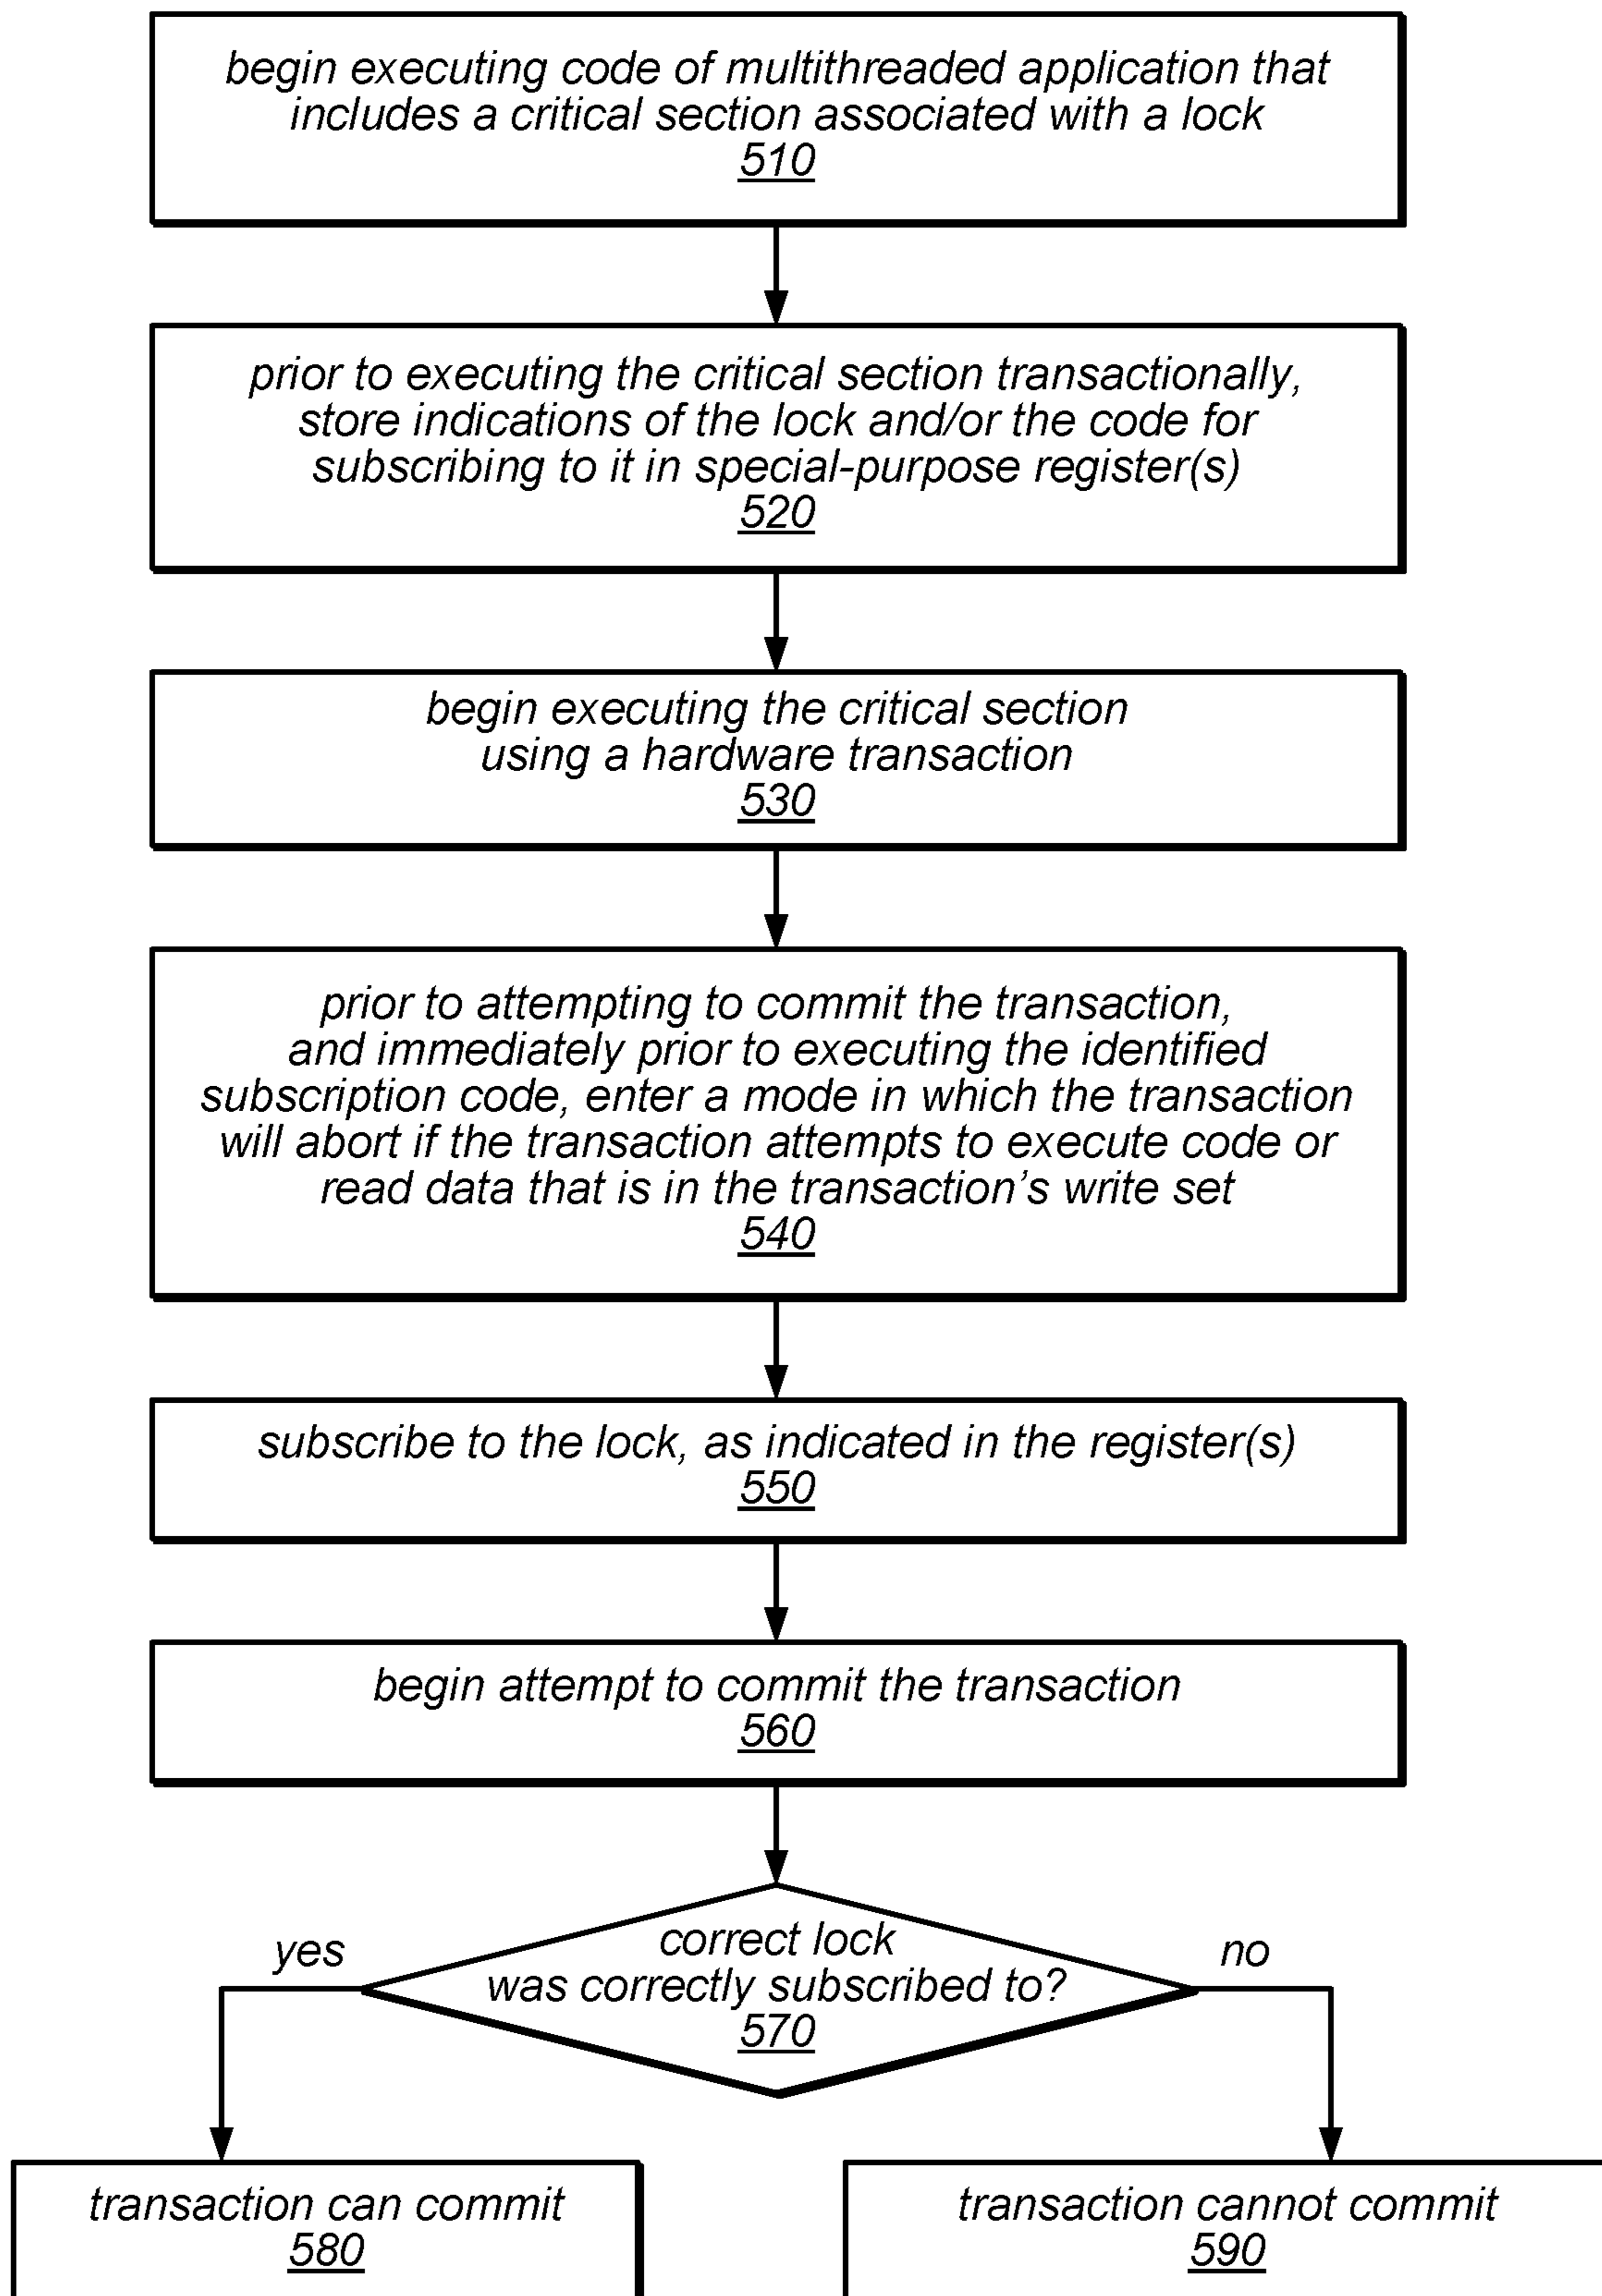 begin executing code of multithreaded application that
includes a critical section associated with a lock
510
prior to executing the critical section transactionally,
store indications of the lock and/or the code for
subscribing to it in special-purpose register(s)
520
begin executing the critical section
using a hardware transaction
530
prior to attempting to commit the transaction,
and immediately prior to executing the identified
subscription code, enter a mode in which the transaction
will abort if the transaction attempts to execute code or
read data that is in the transaction's write set
540
subscribe to the lock, as indicated in the register(s)
550
begin attempt to commit the transaction
560
correct lock
was correctly subscribed to?
570
yes
no
transaction can commit
580
transaction cannot commit
590